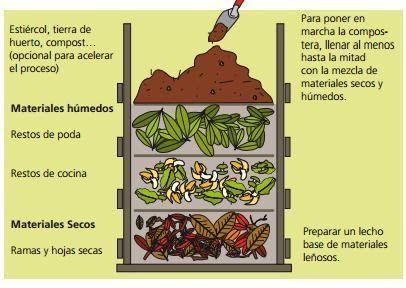 Estiércol, tierra de
huerto, compost...
(opcional para acelerar
el proceso)
Materiales húmedos
Restos de poda
Restos de cocina
Materiales Secos
Ramas y hojas secas
Para poner en
marcha la compos-
tera, llenar al menos
hasta la mitad
con la mezcla de
materiales secos y
húmedos.
Preparar un lecho
base de materiales
leñosos.